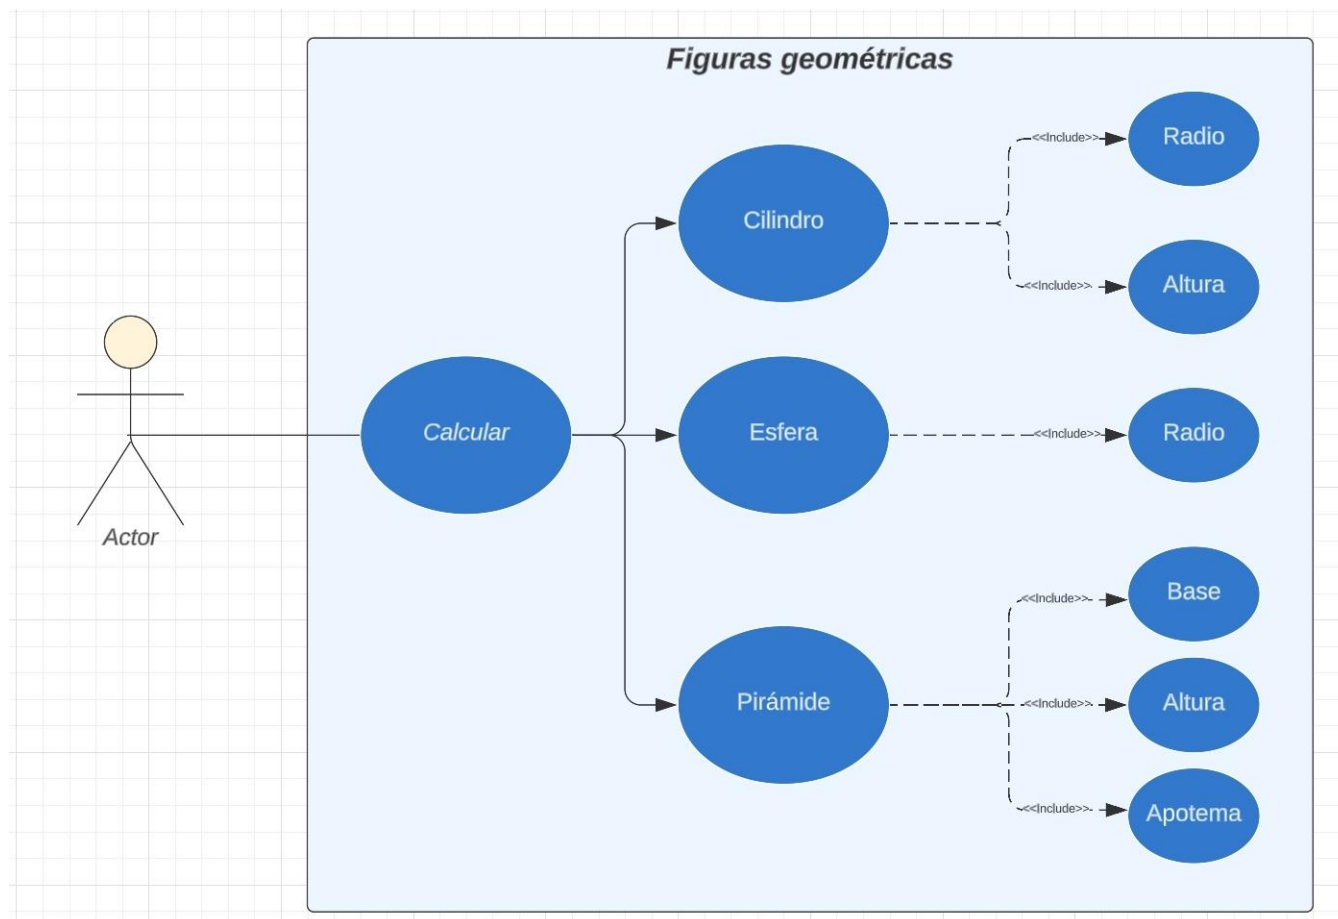 Figuras geométricas
<<Include>>
Radio
Cilindro
<<Include>>
Altura
Calcular
Esfera
<<Include>>
Radio
Actor
<<Include>>
Base
Pirámide
<<Include>>
Altura
<<Include>>
Apotema